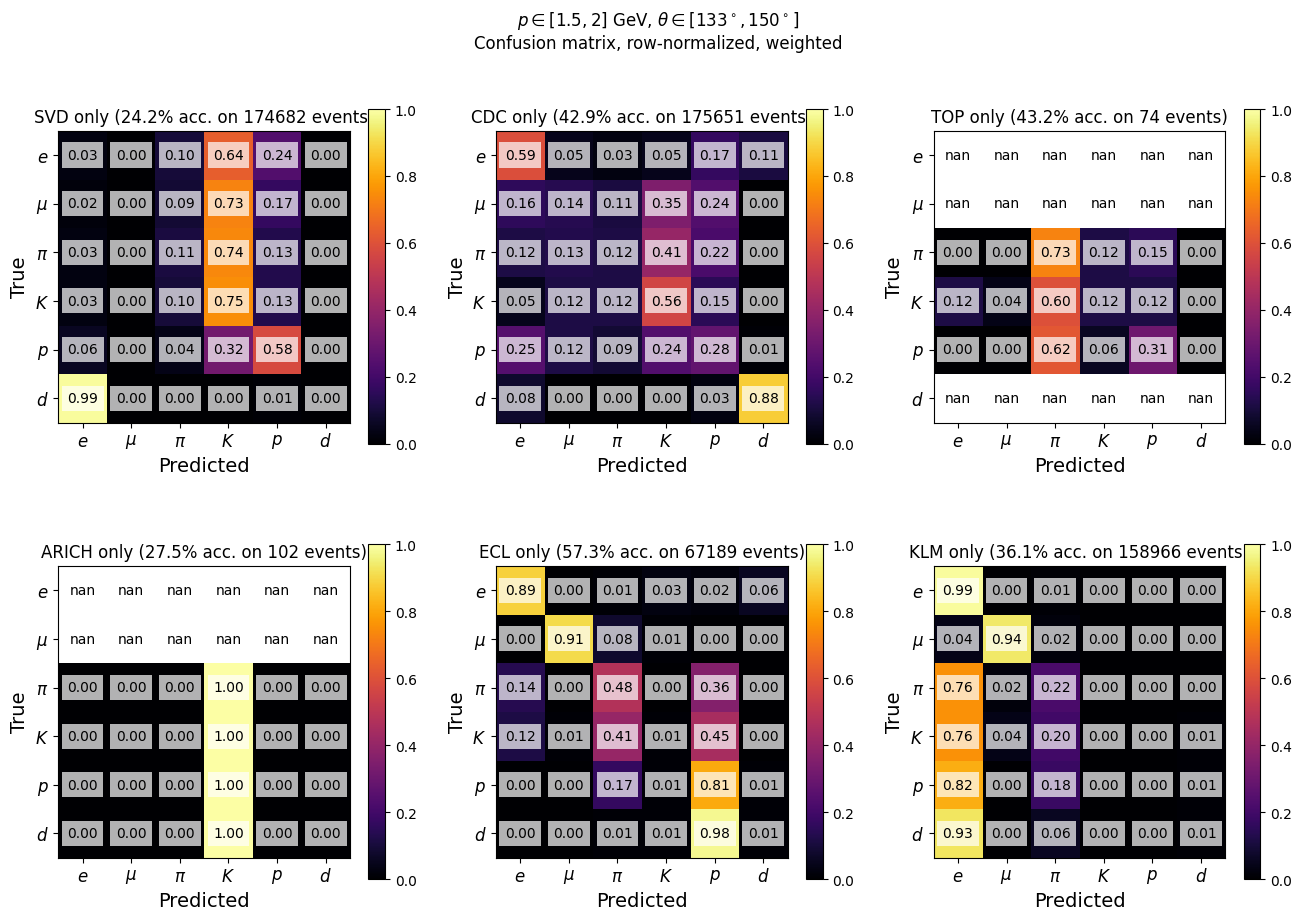 p ∈ [1.5, 2] GeV, θ ∈ [133°, 150°]
Confusion matrix, row-normalized, weighted
SVD only (24.2% acc. on 174682 events
e 0.03 0.00 0.10 0.64 0.24 0.00
μ 0.02 0.00 0.09 0.73 0.17 0.00
π 0.03 0.00 0.11 0.74 0.13 0.00
K 0.03 0.00 0.10 0.75 0.13 0.00
p 0.06 0.00 0.04 0.32 0.58 0.00
d 0.99 0.00 0.00 0.00 0.01 0.00
e μ π K p d
True
Predicted
1.0
0.8
0.6
0.4
0.2
0.0
CDC only (42.9% acc. on 175651 events
e 0.59 0.05 0.03 0.05 0.17 0.11
μ 0.16 0.14 0.11 0.35 0.24 0.00
π 0.12 0.13 0.12 0.41 0.22 0.00
K 0.05 0.12 0.12 0.56 0.15 0.00
p 0.25 0.12 0.09 0.24 0.28 0.01
d 0.08 0.00 0.00 0.00 0.03 0.88
e μ π K p d
True
Predicted
1.0
0.8
0.6
0.4
0.2
0.0
TOP only (43.2% acc. on 74 events)
e nan nan nan nan nan nan
μ nan nan nan nan nan nan
π 0.00 0.00 0.73 0.12 0.15 0.00
K 0.12 0.04 0.60 0.12 0.12 0.00
p 0.00 0.00 0.62 0.06 0.31 0.00
d nan nan nan nan nan nan
e μ π K p d
True
Predicted
1.0
0.8
0.6
0.4
0.2
0.0
ARICH only (27.5% acc. on 102 events)
e nan nan nan nan nan nan
μ nan nan nan nan nan nan
π 0.00 0.00 0.00 1.00 0.00 0.00
K 0.00 0.00 0.00 1.00 0.00 0.00
p 0.00 0.00 0.00 1.00 0.00 0.00
d 0.00 0.00 0.00 1.00 0.00 0.00
e μ π K p d
True
Predicted
1.0
0.8
0.6
0.4
0.2
0.0
ECL only (57.3% acc. on 67189 events)
e 0.89 0.00 0.01 0.03 0.02 0.06
μ 0.00 0.91 0.08 0.01 0.00 0.00
π 0.14 0.00 0.48 0.01 0.36 0.00
K 0.12 0.01 0.41 0.01 0.45 0.00
p 0.00 0.00 0.17 0.01 0.81 0.01
d 0.00 0.00 0.01 0.01 0.98 0.01
e μ π K p d
True
Predicted
1.0
0.8
0.6
0.4
0.2
0.0
KLM only (36.1% acc. on 158966 events
e 0.99 0.00 0.01 0.00 0.00 0.00
μ 0.04 0.94 0.02 0.00 0.00 0.00
π 0.76 0.02 0.22 0.00 0.00 0.00
K 0.76 0.04 0.20 0.00 0.00 0.01
p 0.82 0.00 0.18 0.00 0.00 0.01
d 0.93 0.00 0.06 0.00 0.00 0.01
e μ π K p d
True
Predicted
1.0
0.8
0.6
0.4
0.2
0.0